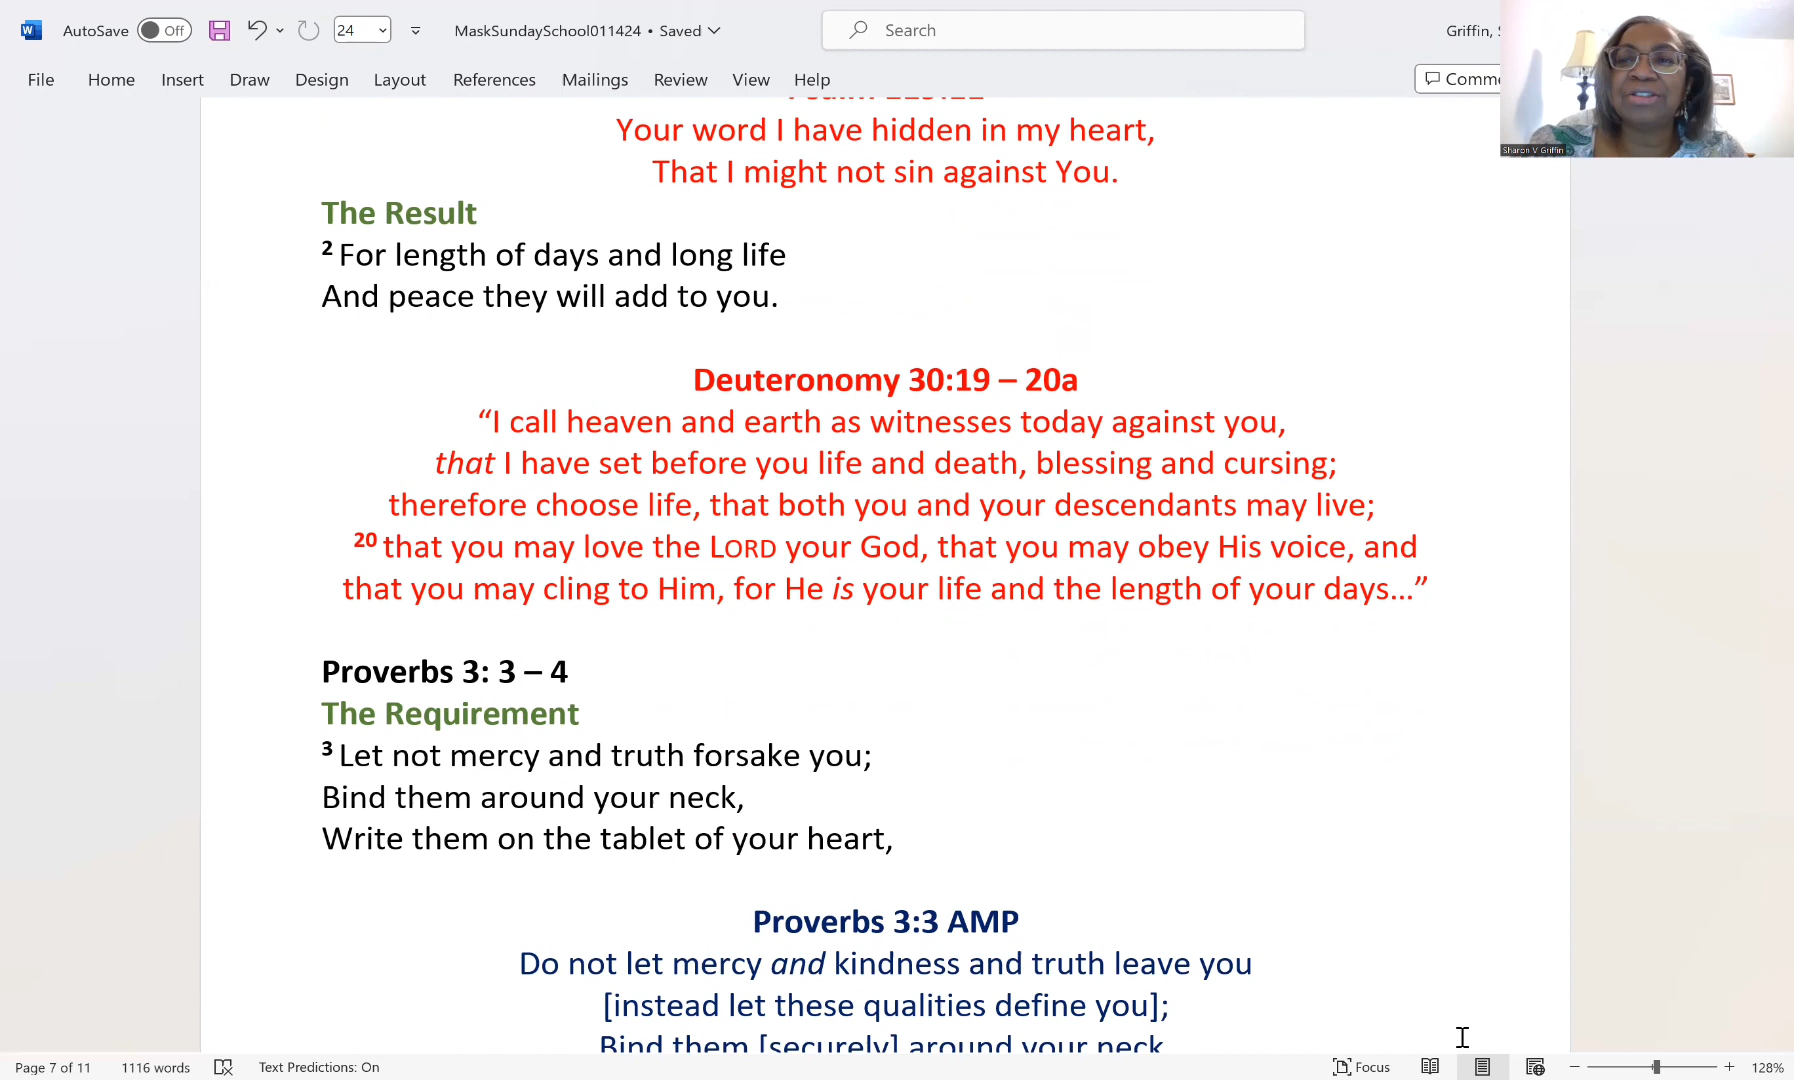 AutoSave Off 24 MaskSundaySchool011424 • Saved Search Griffin, S
File Home Insert Draw Design Layout References Mailings Review View Help Comme
Sharon V Griffin
Your word I have hidden in my heart,
That I might not sin against You.
The Result
2 For length of days and long life
And peace they will add to you.
Deuteronomy 30:19 – 20a
“I call heaven and earth as witnesses today against you,
that I have set before you life and death, blessing and cursing;
therefore choose life, that both you and your descendants may live;
20 that you may love the LORD your God, that you may obey His voice, and
that you may cling to Him, for He is your life and the length of your days...”
Proverbs 3: 3 – 4
The Requirement
3 Let not mercy and truth forsake you;
Bind them around your neck,
Write them on the tablet of your heart,
Proverbs 3:3 AMP
Do not let mercy and kindness and truth leave you
[instead let these qualities define you];
Bind them [securely] around your neck
Page 7 of 11 1116 words Text Predictions: On Focus 128%